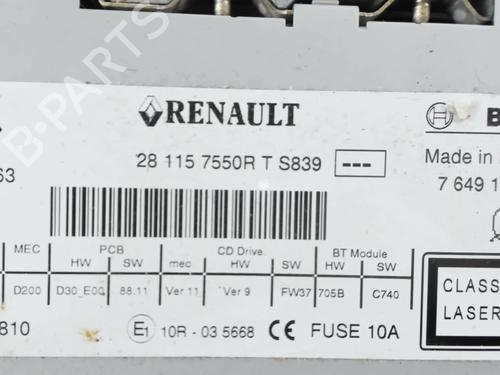 B-PARTS
RENAULT
63
28 115 7550R T S839
---
Made in
7 649 1
MEC PCB CD Drive BT Module
HW SW mec HW SW HW SW
D200 D30_E00 88.11 Ver 11 Ver 9 FW37 705B C740
810
E1 10R - 03 5668 CE FUSE 10A
CLASS
LASER